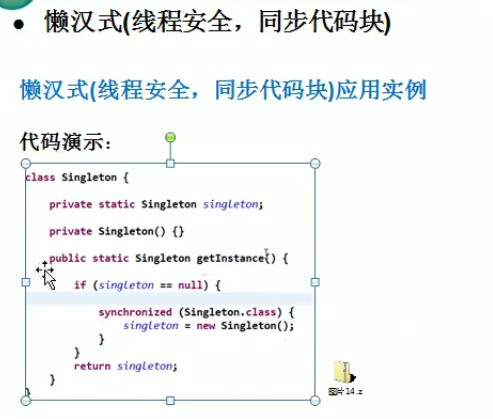 ● 懒汉式(线程安全，同步代码块)
懒汉式(线程安全，同步代码块)应用实例
代码演示：
class Singleton {
private static Singleton singleton;
private Singleton() {}
public static Singleton getInstance() {
if (singleton == null) {
synchronized (Singleton.class) {
singleton = new Singleton();
}
}
return singleton;
}
}
图片14.z